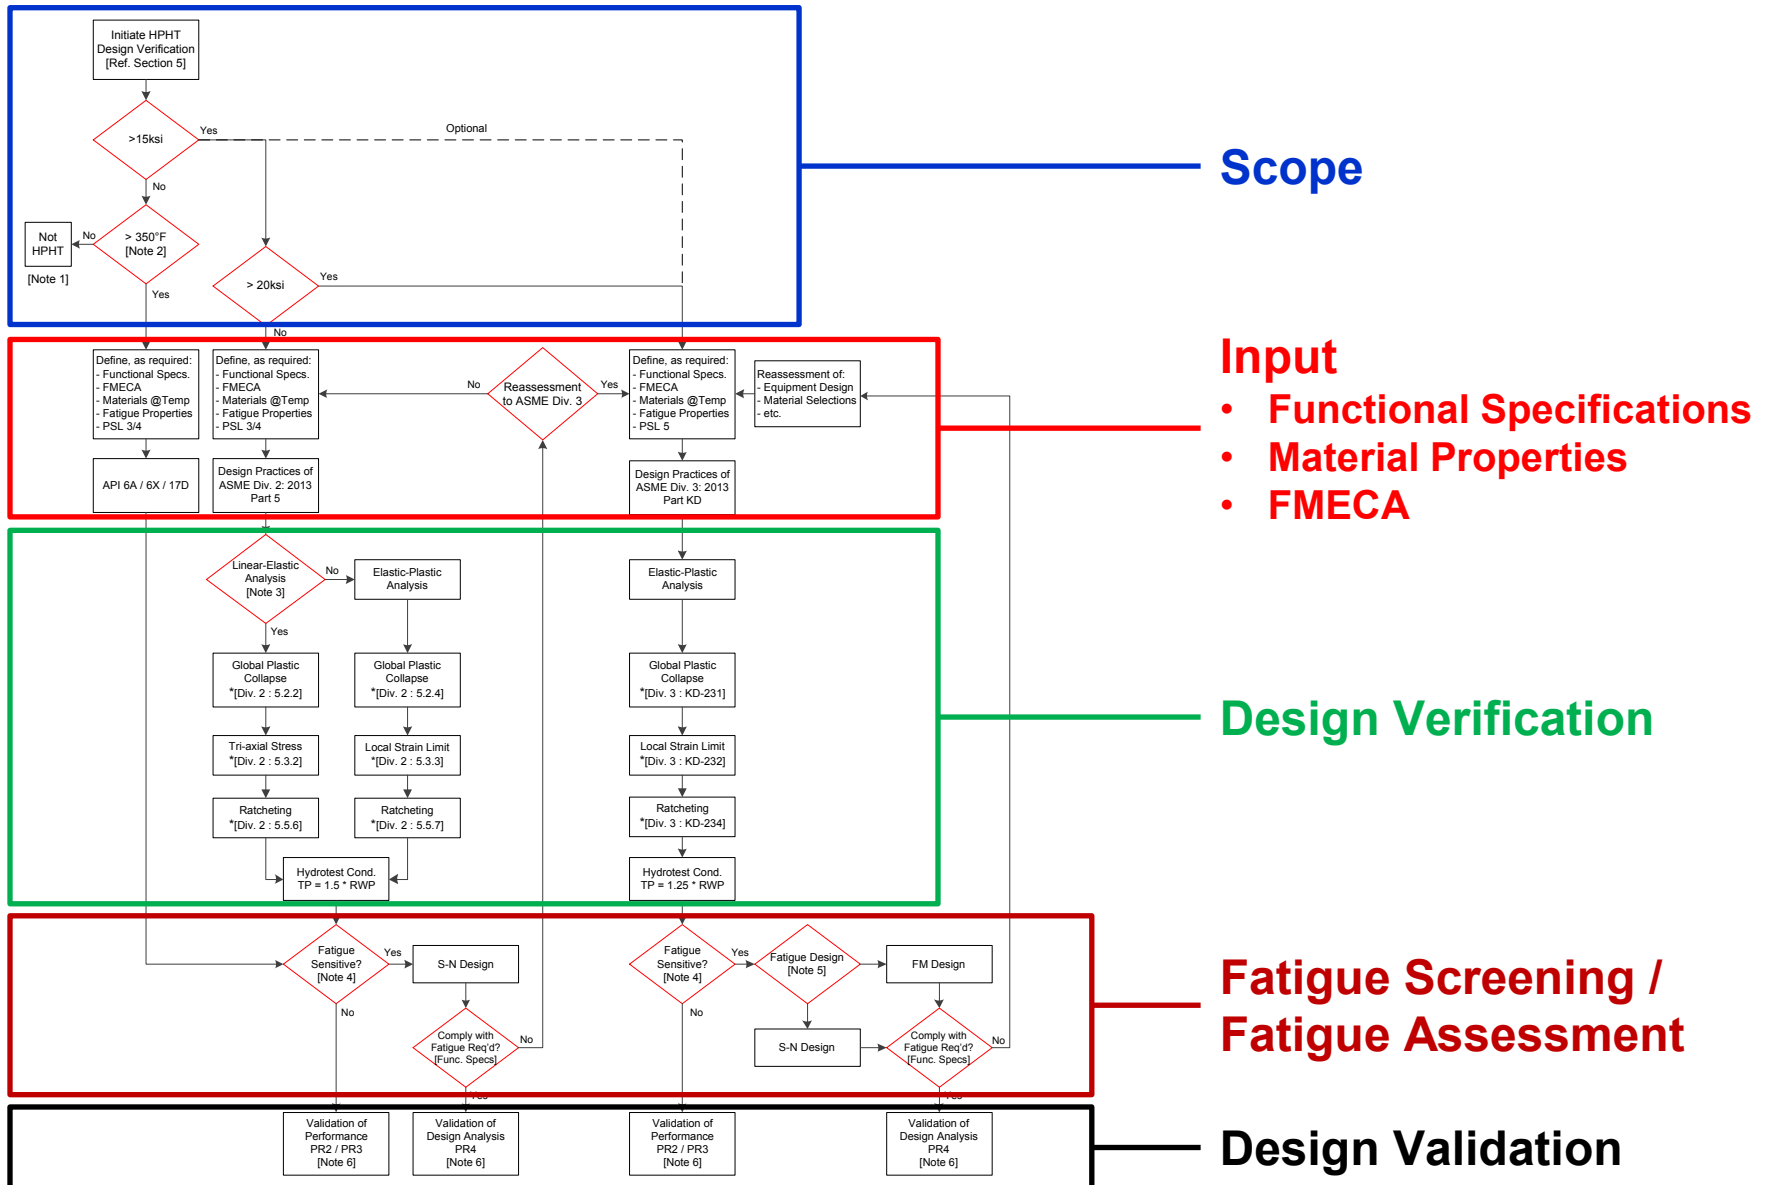 Initiate HPHT
Design Verification
[Ref. Section 5]
>15ksi
Yes
Optional
No
> 350°F
[Note 2]
No
Not
HPHT
[Note 1]
Yes
> 20ksi
Yes
No
Scope
Define, as required:
- Functional Specs.
- FMECA
- Materials @Temp
- Fatigue Properties
- PSL 3/4
Define, as required:
- Functional Specs.
- FMECA
- Materials @Temp
- Fatigue Properties
- PSL 3/4
No
Reassessment
to ASME Div. 3
Yes
Define, as required:
- Functional Specs.
- FMECA
- Materials @Temp
- Fatigue Properties
- PSL 5
Reassessment of:
- Equipment Design
- Material Selections
- etc.
API 6A / 6X / 17D
Design Practices of
ASME Div. 2: 2013
Part 5
Design Practices of
ASME Div. 3: 2013
Part KD
Input
• Functional Specifications
• Material Properties
• FMECA
Linear-Elastic
Analysis
[Note 3]
No
Elastic-Plastic
Analysis
Elastic-Plastic
Analysis
Yes
Global Plastic
Collapse
*[Div. 2 : 5.2.2]
Global Plastic
Collapse
*[Div. 2 : 5.2.4]
Global Plastic
Collapse
*[Div. 3 : KD-231]
Tri-axial Stress
*[Div. 2 : 5.3.2]
Local Strain Limit
*[Div. 2 : 5.3.3]
Local Strain Limit
*[Div. 3 : KD-232]
Ratcheting
*[Div. 2 : 5.5.6]
Ratcheting
*[Div. 2 : 5.5.7]
Ratcheting
*[Div. 3 : KD-234]
Hydrotest Cond.
TP = 1.5 * RWP
Hydrotest Cond.
TP = 1.25 * RWP
Design Verification
Fatigue
Sensitive?
[Note 4]
Yes
S-N Design
No
Comply with
Fatigue Req'd?
[Func. Specs]
No
Yes
Fatigue
Sensitive?
[Note 4]
Yes
Fatigue Design
[Note 5]
FM Design
No
S-N Design
Comply with
Fatigue Req'd?
[Func. Specs]
No
Yes
Fatigue Screening /
Fatigue Assessment
Validation of
Performance
PR2 / PR3
[Note 6]
Validation of
Design Analysis
PR4
[Note 6]
Validation of
Performance
PR2 / PR3
[Note 6]
Validation of
Design Analysis
PR4
[Note 6]
Design Validation